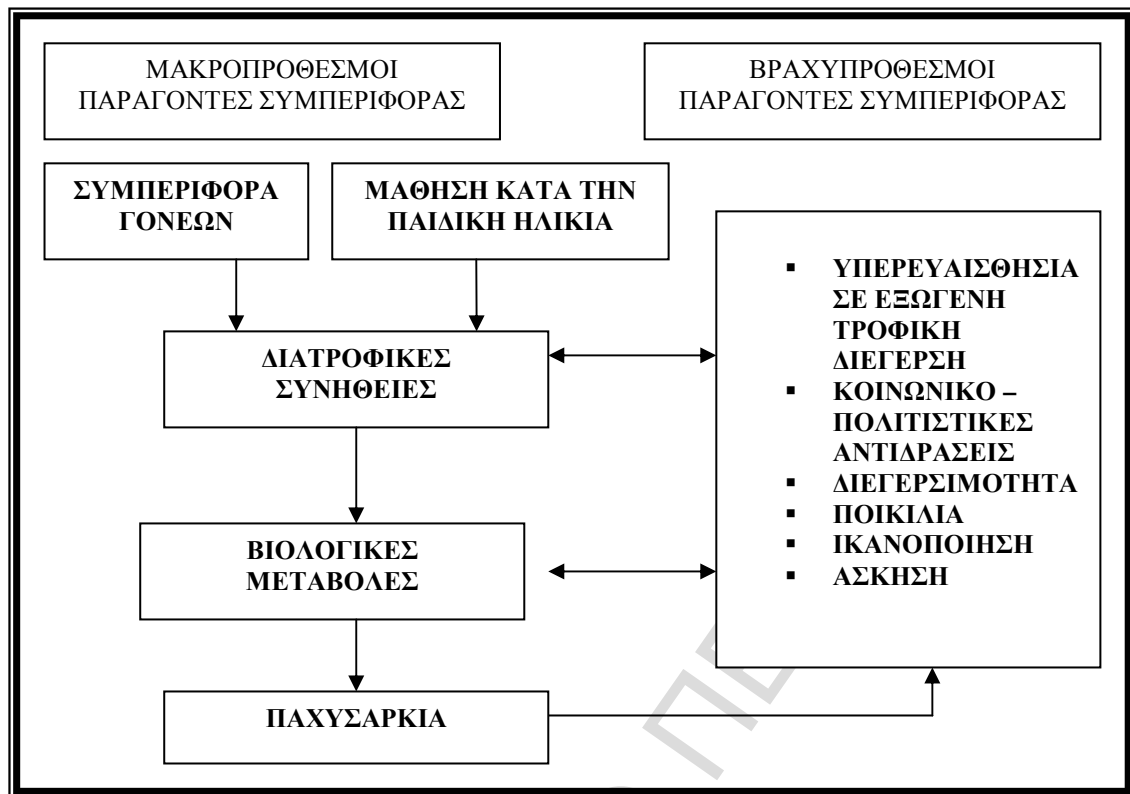 ΜΑΚΡΟΠΡΟΘΕΣΜΟΙ
ΠΑΡΑΓΟΝΤΕΣ ΣΥΜΠΕΡΙΦΟΡΑΣ
ΒΡΑΧΥΠΡΟΘΕΣΜΟΙ
ΠΑΡΑΓΟΝΤΕΣ ΣΥΜΠΕΡΙΦΟΡΑΣ
ΣΥΜΠΕΡΙΦΟΡΑ
ΓΟΝΕΩΝ
ΜΑΘΗΣΗ ΚΑΤΑ ΤΗΝ
ΠΑΙΔΙΚΗ ΗΛΙΚΙΑ
ΔΙΑΤΡΟΦΙΚΕΣ
ΣΥΝΗΘΕΙΕΣ
ΒΙΟΛΟΓΙΚΕΣ
ΜΕΤΑΒΟΛΕΣ
ΠΑΧΥΣΑΡΚΙΑ
▪ ΥΠΕΡΕΥΑΙΣΘΗΣΙΑ
ΣΕ ΕΞΩΓΕΝΗ
ΤΡΟΦΙΚΗ
ΔΙΕΓΕΡΣΗ
▪ ΚΟΙΝΩΝΙΚΟ –
ΠΟΛΙΤΙΣΤΙΚΕΣ
ΑΝΤΙΔΡΑΣΕΙΣ
▪ ΔΙΕΓΕΡΣΙΜΟΤΗΤΑ
▪ ΠΟΙΚΙΛΙΑ
▪ ΙΚΑΝΟΠΟΙΗΣΗ
▪ ΑΣΚΗΣΗ